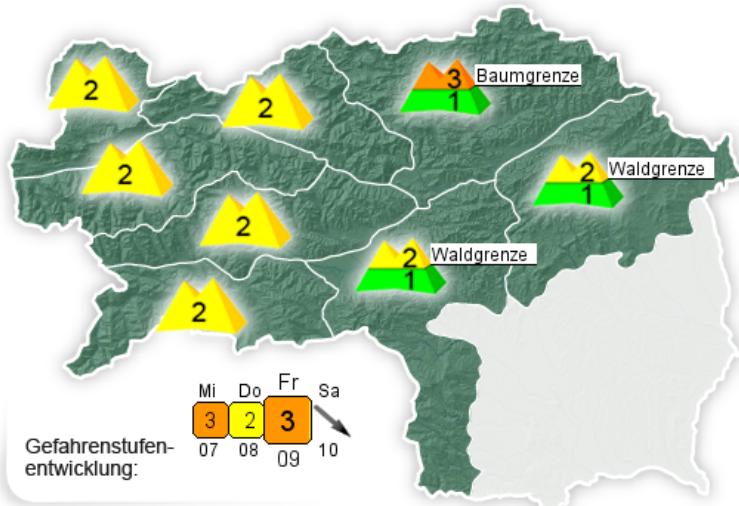 2
2
3 Baumgrenze
1
2
2 Waldgrenze
1
2
2 Waldgrenze
1
2
Mi Do Fr Sa
3 2 3
07 08 09 10
Gefahrenstufen-
entwicklung: